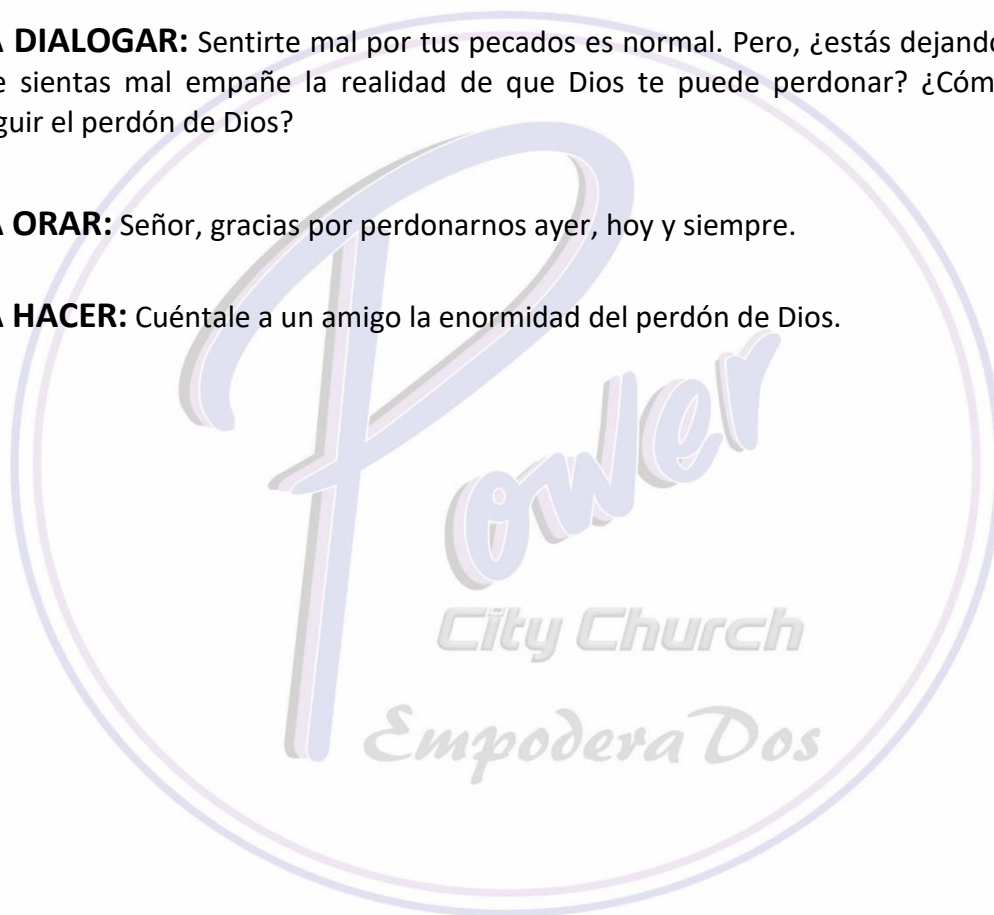 A DIALOGAR: Sentirte mal por tus pecados es normal. Pero, ¿estás dejando
e sientas mal empañe la realidad de que Dios te puede perdonar? ¿Cóm
guir el perdón de Dios?
A ORAR: Señor, gracias por perdonarnos ayer, hoy y siempre.
A HACER: Cuéntale a un amigo la enormidad del perdón de Dios.
Power
City Church
EmpoderaDos